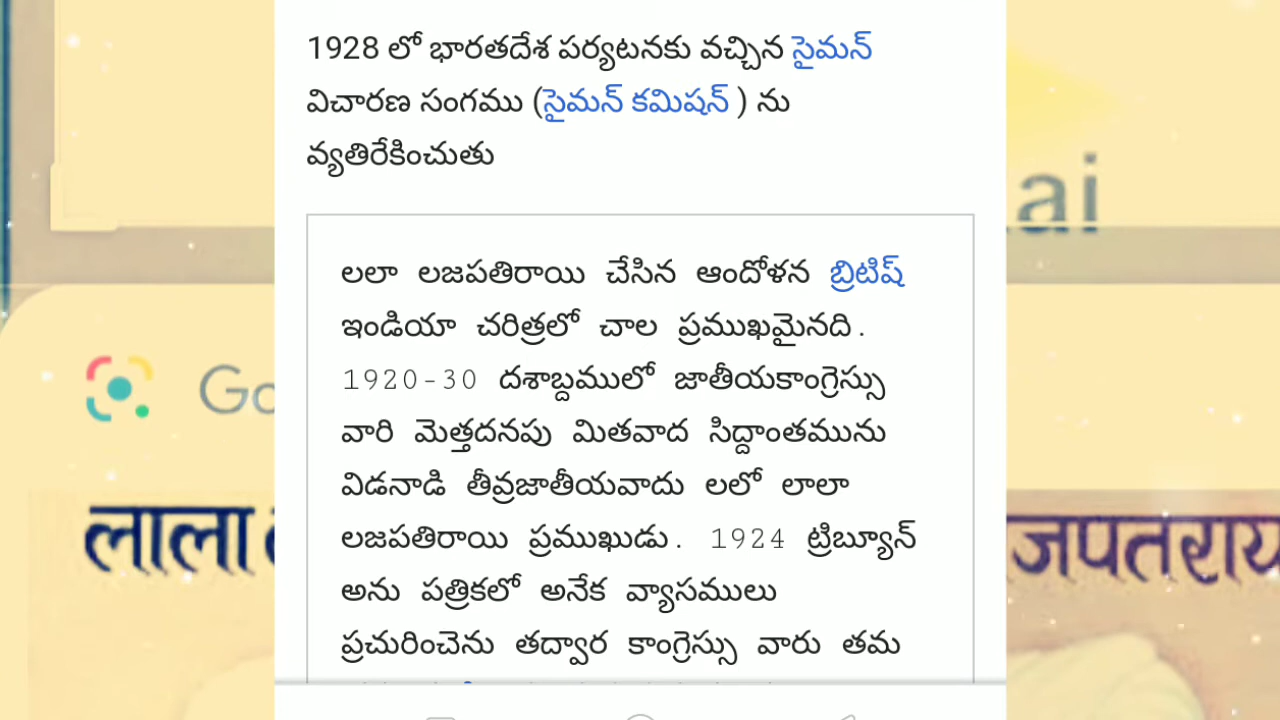 1928 లో భారతదేశ పర్యటనకు వచ్చిన సైమన్
విచారణ సంగము (సైమన్ కమిషన్ ) ను
వ్యతిరేకించుతు
లలా లజపతిరాయి చేసిన ఆందోళన బ్రిటిష్
ఇండియా చరిత్రలో చాల ప్రముఖమైనది.
1920-30 దశాబ్దములో జాతీయకాంగ్రెస్సు
వారి మెత్తదనపు మితవాద సిద్దాంతమును
విడనాడి తీవ్రజాతీయవాదు లలో లాలా
లజపతిరాయి ప్రముఖుడు. 1924 ట్రిబ్యూన్
అను పత్రికలో అనేక వ్యాసములు
ప్రచురించెను తద్వార కాంగ్రెస్సు వారు తమ
ai
Go
लाला
जपतराय